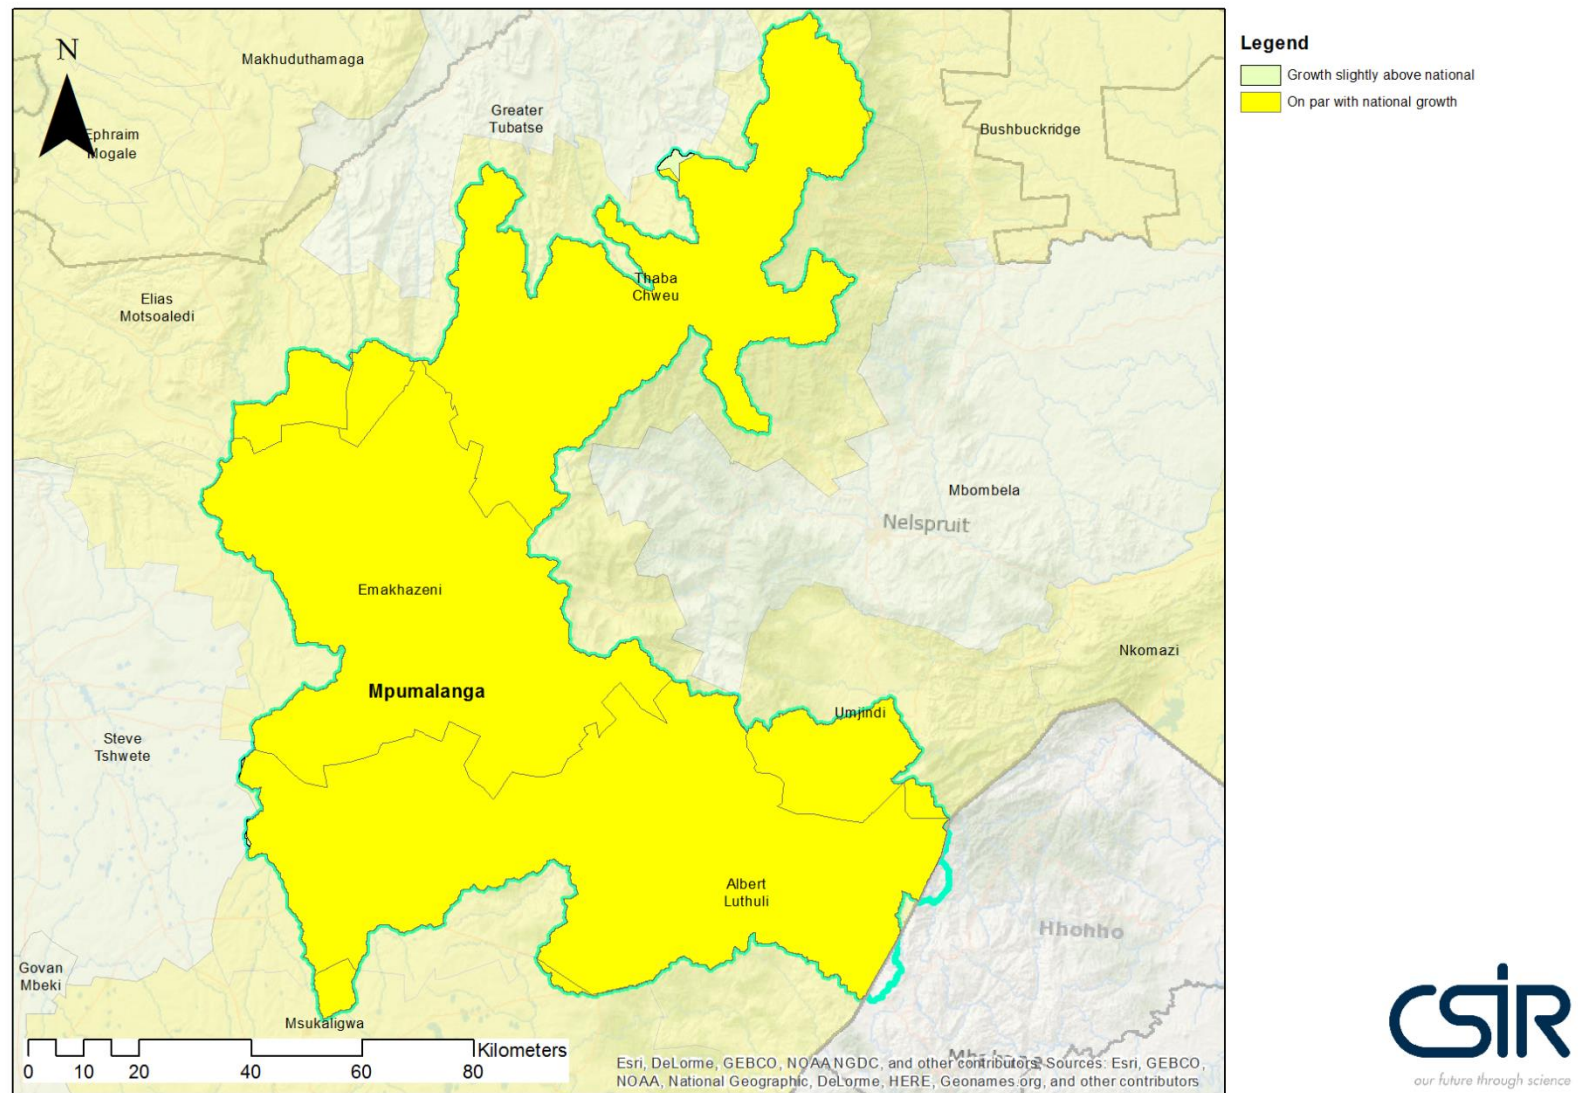 N
Makhuduthamaga
Greater
Tubatse
Ephraim
Mogale
Bushbuckridge
Elias
Motsoaledi
Thaba
Chweu
Mbombela
Nelspruit
Emakhazeni
Nkomazi
Mpumalanga
Umjindi
Steve
Tshwete
Albert
Luthuli
Hhohho
Govan
Mbeki
Msukaligwa
Kilometers
0 10 20 40 60 80
Esri, DeLorme, GEBCO, NOAA NGDC, and other contributors, Sources: Esri, GEBCO,
NOAA, National Geographic, DeLorme, HERE, Geonames.org, and other contributors
Legend
Growth slightly above national
On par with national growth
CSIR
our future through science